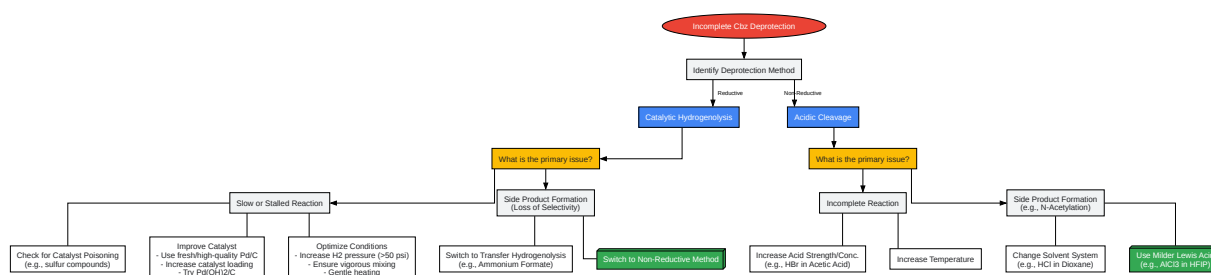 Incomplete Cbz Deprotection
Identify Deprotection Method
Reductive
Non-Reductive
Catalytic Hydrogenolysis
Acidic Cleavage
What is the primary issue?
What is the primary issue?
Slow or Stalled Reaction
Side Product Formation
(Loss of Selectivity)
Incomplete Reaction
Side Product Formation
(e.g., N-Acetylation)
Check for Catalyst Poisoning
(e.g., sulfur compounds)
Improve Catalyst
- Use fresh/high-quality Pd/C
- Increase catalyst loading
- Try Pd(OH)2/C
Optimize Conditions
- Increase H2 pressure (>50 psi)
- Ensure vigorous mixing
- Gentle heating
Switch to Transfer Hydrogenolysis
(e.g., Ammonium Formate)
Switch to Non-Reductive Method
Increase Acid Strength/Conc.
(e.g., HBr in Acetic Acid)
Increase Temperature
Change Solvent System
(e.g., HCl in Dioxane)
Use Milder Lewis Acid
(e.g., AlCl3 in HFIP)